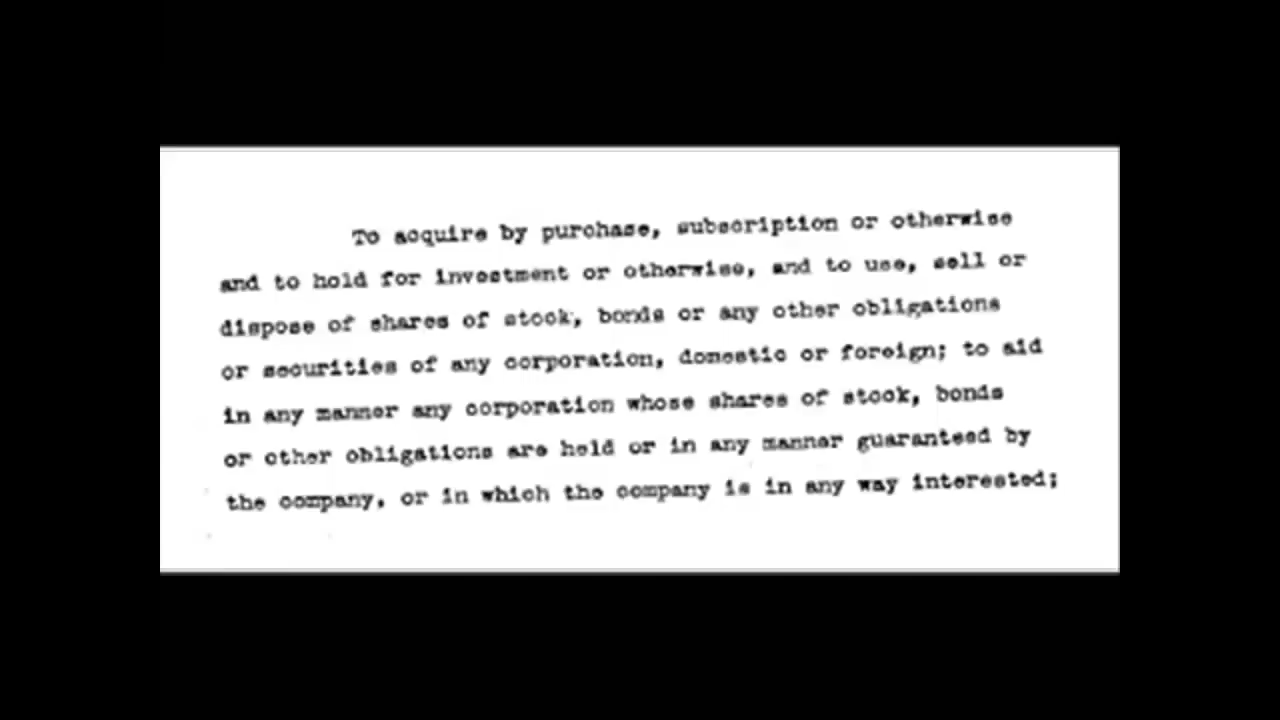 To acquire by purchase, subscription or otherwise
and to hold for investment or otherwise, and to use, sell or
dispose of shares of stock, bonds or any other obligations
or securities of any corporation, domestic or foreign; to aid
in any manner any corporation whose shares of stock, bonds
or other obligations are held or in any manner guaranteed by
the company, or in which the company is in any way interested;